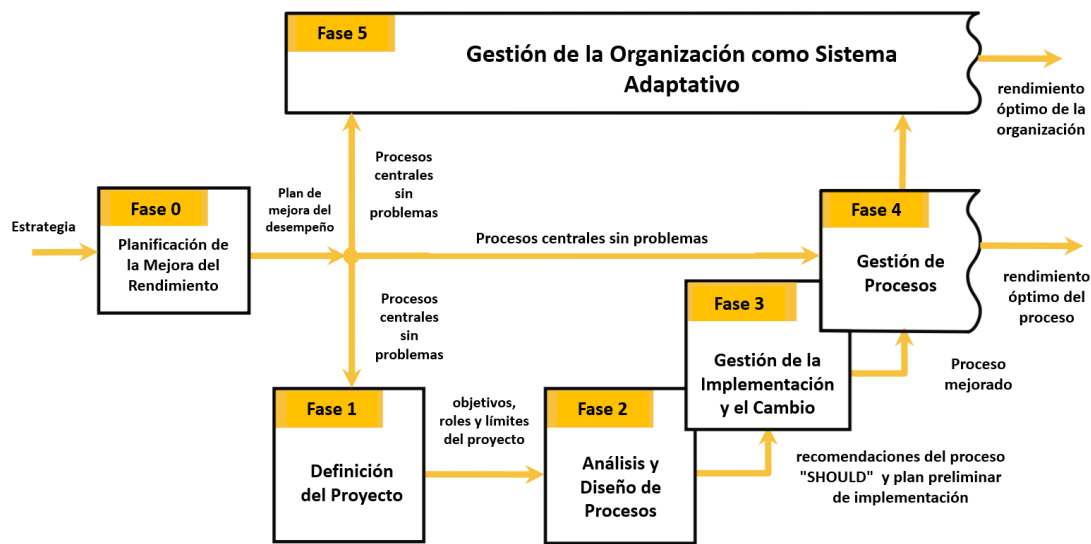 Fase 5
Gestión de la Organización como Sistema
Adaptativo
rendimiento
óptimo de la
organización
Procesos
centrales
sin
problemas
Fase 0
Planificación de
la Mejora del
Rendimiento
Estrategia
Plan de
mejora del
desempeño
Procesos centrales sin problemas
Fase 4
Gestión de
Procesos
rendimiento
óptimo del
proceso
Procesos
centrales
sin
problemas
Fase 3
Gestión de la
Implementación
y el Cambio
Proceso
mejorado
Fase 1
Definición
del Proyecto
objetivos,
roles y límites
del proyecto
Fase 2
Análisis y
Diseño de
Procesos
recomendaciones del proceso
"SHOULD" y plan preliminar
de implementación